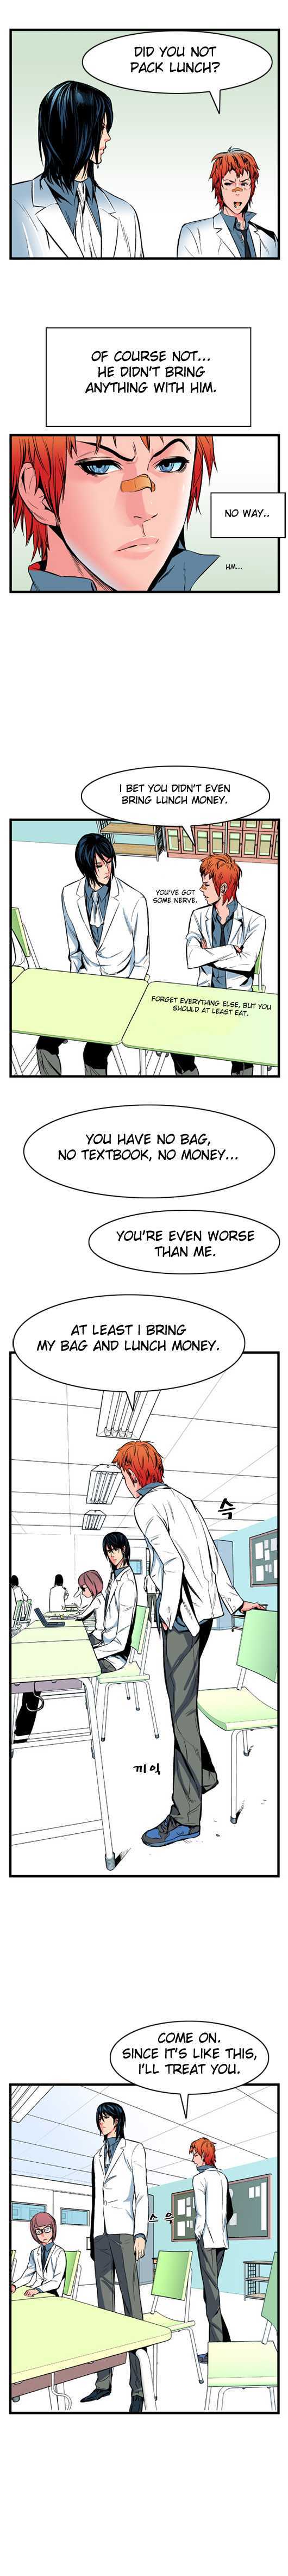 DID YOU NOT
PACK LUNCH?
OF COURSE NOT...
HE DIDN'T BRING
ANYTHING WITH HIM.
NO WAY..
HM...
I BET YOU DIDN'T EVEN
BRING LUNCH MONEY.
YOU'VE GOT
SOME NERVE.
FORGET EVERYTHING ELSE, BUT YOU
SHOULD AT LEAST EAT.
YOU HAVE NO BAG,
NO TEXTBOOK, NO MONEY...
YOU'RE EVEN WORSE
THAN ME.
AT LEAST I BRING
MY BAG AND LUNCH MONEY.
슥
끼익
COME ON.
SINCE IT'S LIKE THIS,
I'LL TREAT YOU.
스윽